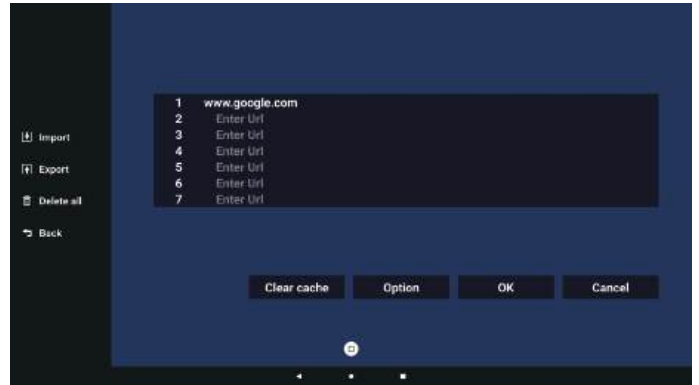 Import
Export
Delete all
Back
1 www.google.com
2 Enter Url
3 Enter Url
4 Enter Url
5 Enter Url
6 Enter Url
7 Enter Url
Clear cache Option OK Cancel